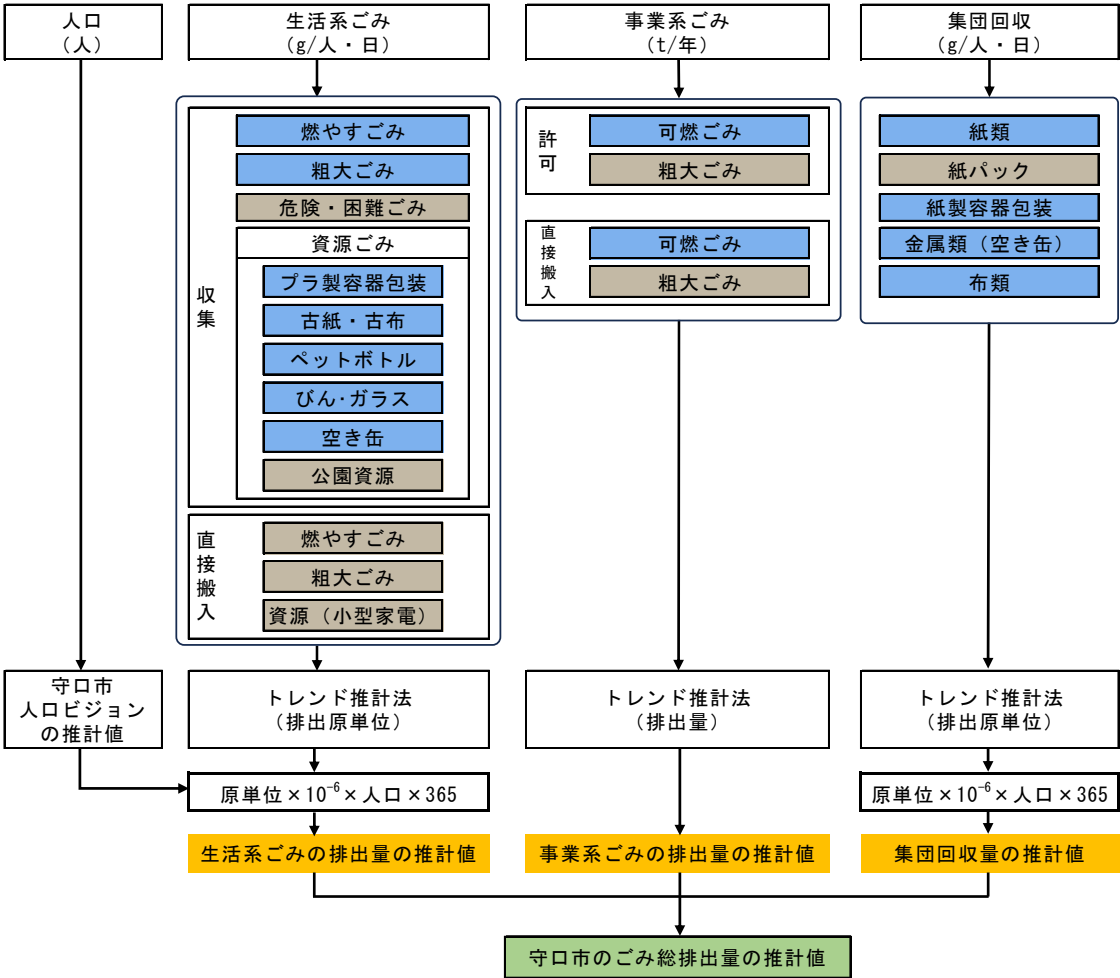 人口
（人）
生活系ごみ
（g/人・日）
事業系ごみ
（t/年）
集団回収
（g/人・日）
収集
燃やすごみ
粗大ごみ
危険・困難ごみ
資源ごみ
プラ製容器包装
古紙・古布
ペットボトル
びん･ガラス
空き缶
公園資源
直接搬入
燃やすごみ
粗大ごみ
資源（小型家電）
許可
可燃ごみ
粗大ごみ
直接搬入
可燃ごみ
粗大ごみ
紙類
紙パック
紙製容器包装
金属類（空き缶）
布類
守口市
人口ビジョン
の推計値
トレンド推計法
（排出原単位）
トレンド推計法
（排出量）
トレンド推計法
（排出原単位）
原単位×10⁻⁶×人口×365
原単位×10⁻⁶×人口×365
生活系ごみの排出量の推計値
事業系ごみの排出量の推計値
集団回収量の推計値
守口市のごみ総排出量の推計値